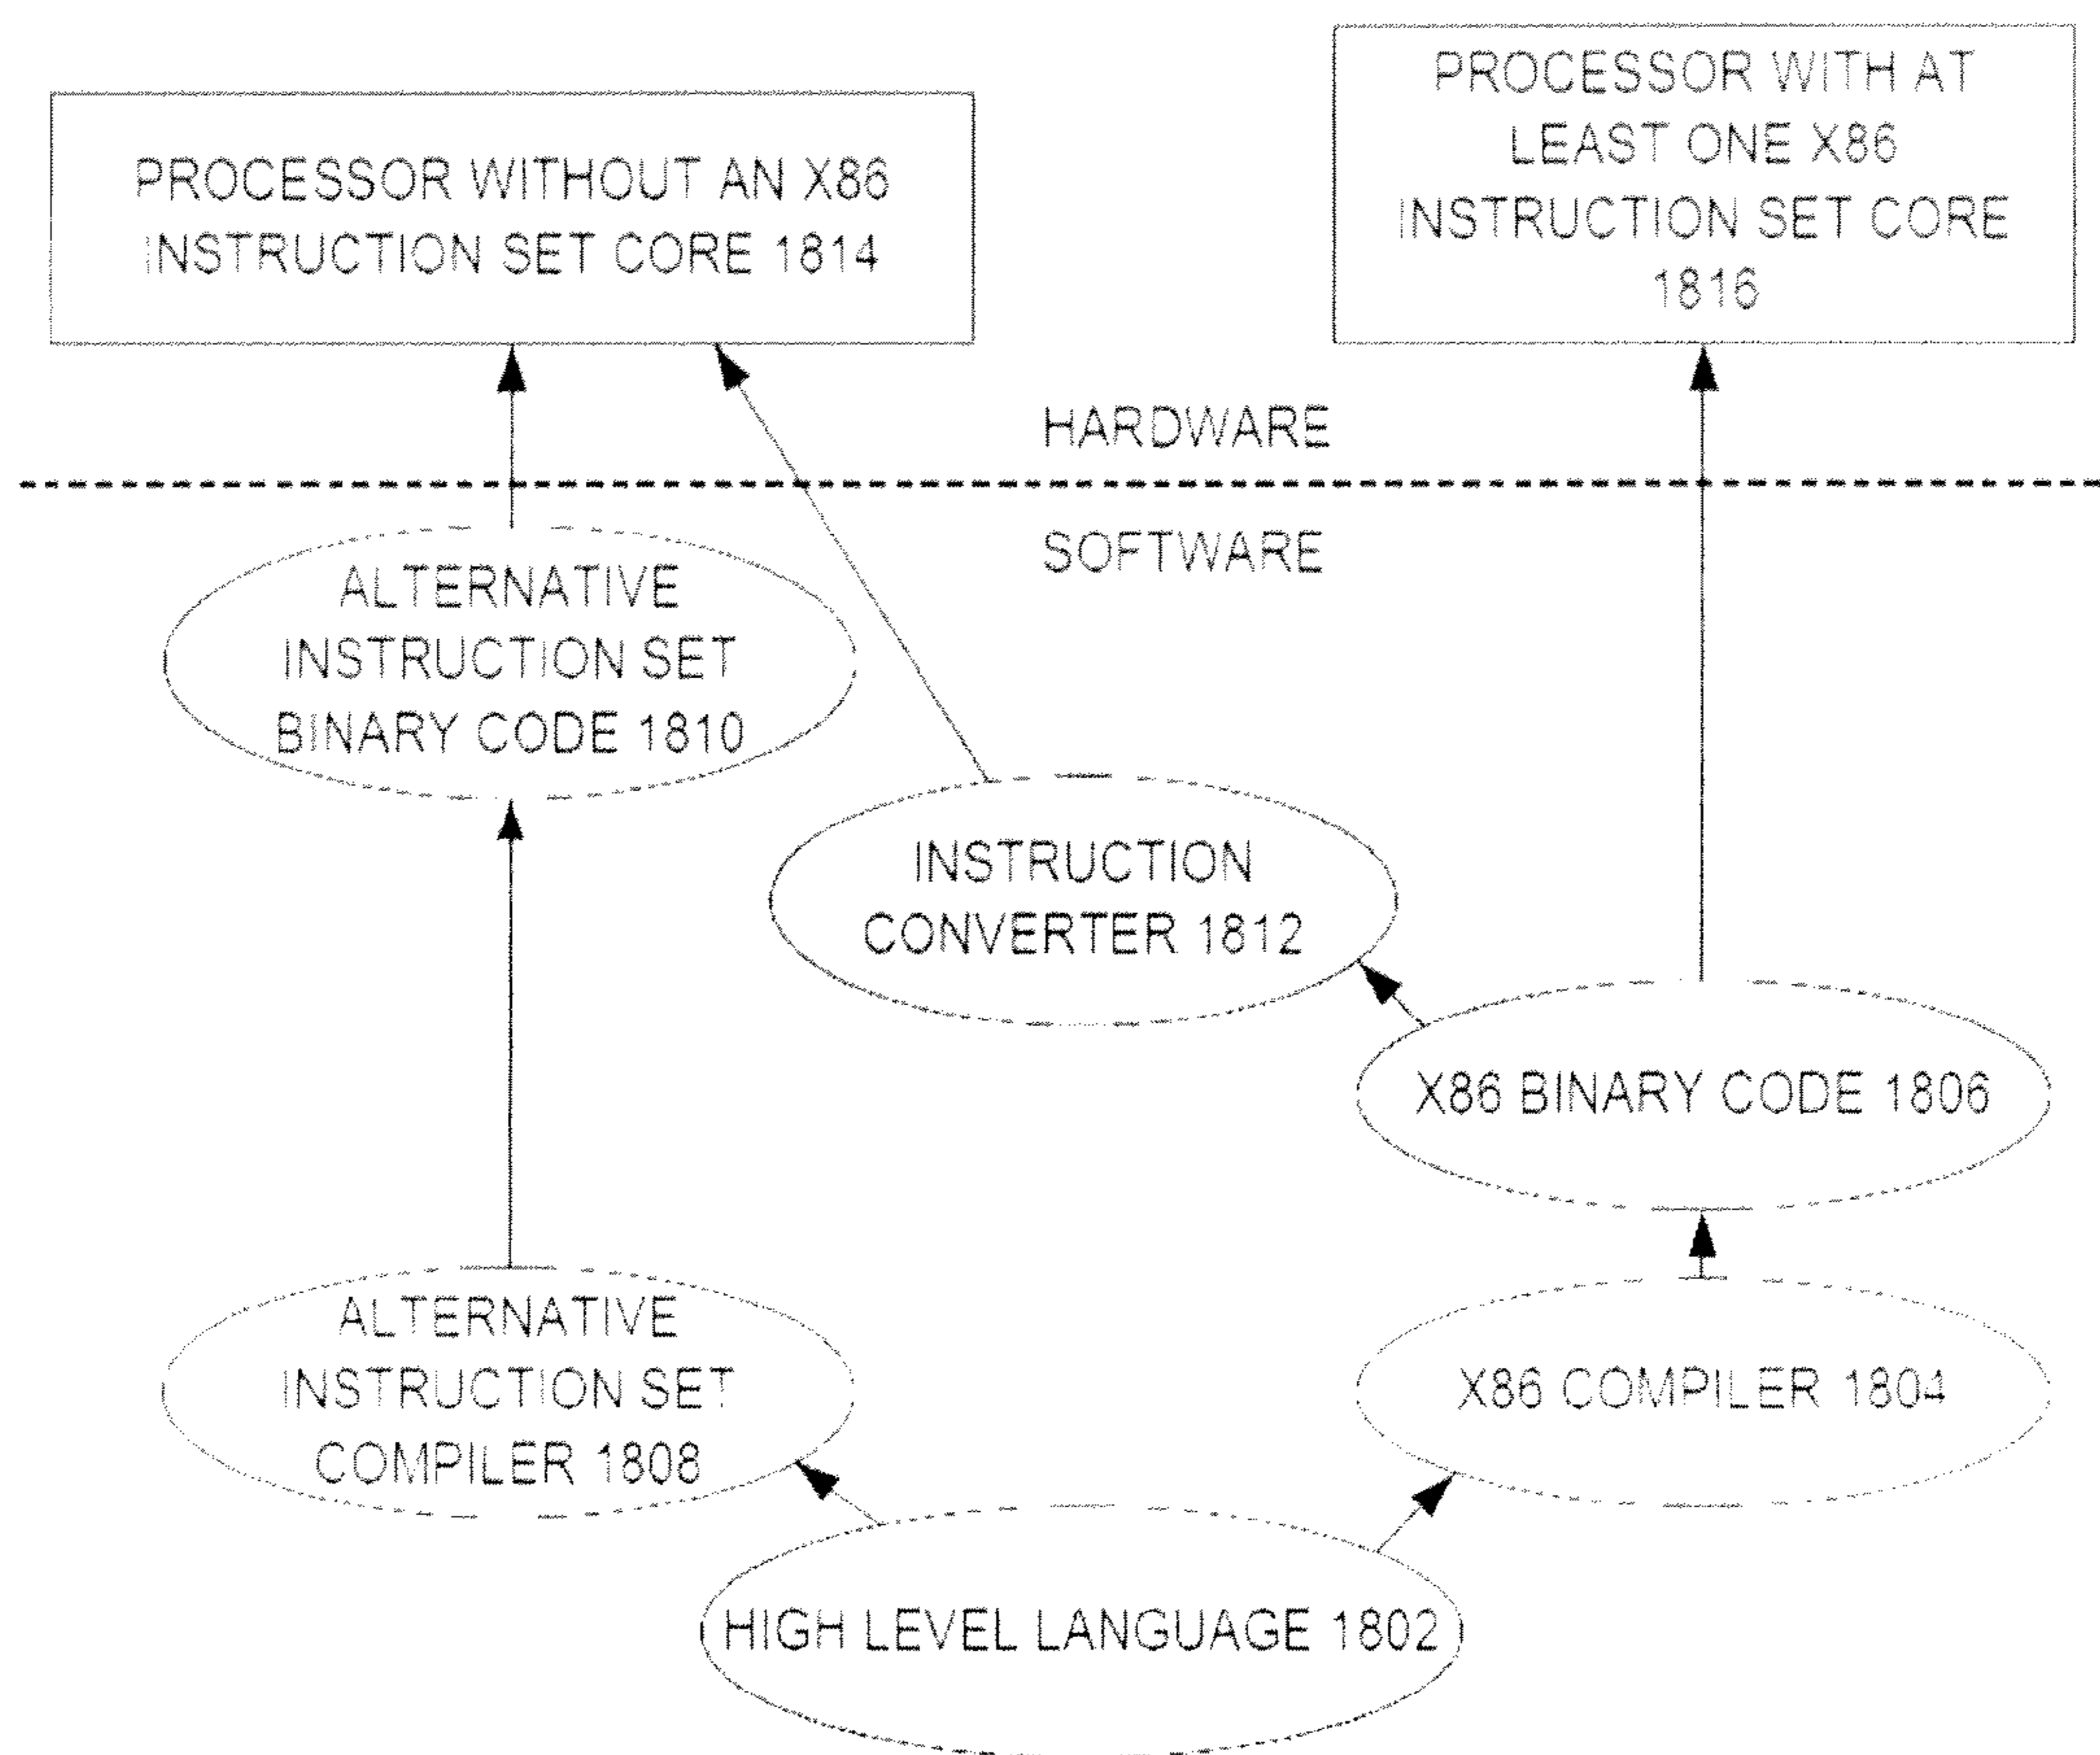 PROCESSOR WITHOUT AN X86
INSTRUCTION SET CORE 1814
PROCESSOR WITH AT
LEAST ONE X86
INSTRUCTION SET CORE
1816
HARDWARE
SOFTWARE
ALTERNATIVE
INSTRUCTION SET
BINARY CODE 1810
INSTRUCTION
CONVERTER 1812
X86 BINARY CODE 1806
ALTERNATIVE
INSTRUCTION SET
COMPILER 1808
X86 COMPILER 1804
HIGH LEVEL LANGUAGE 1802